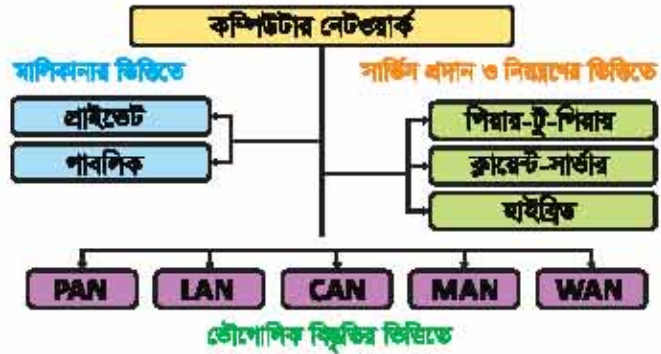 কম্পিউটার নেটওয়ার্ক
মালিকানার ভিত্তিতে
সার্ভিস প্রদান ও নিয়ন্ত্রণের ভিত্তিতে
প্রাইভেট
পাবলিক
পিয়ার-টু-পিয়ার
ক্লায়েন্ট-সার্ভার
হাইব্রিড
PAN LAN CAN MAN WAN
ভৌগোলিক বিস্তৃতির ভিত্তিতে